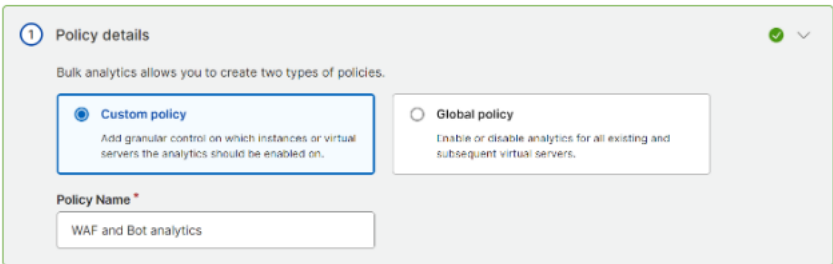 1 Policy details
Bulk analytics allows you to create two types of policies.
Custom policy
Add granular control on which instances or virtual
servers the analytics should be enabled on.
Global policy
Enable or disable analytics for all existing and
subsequent virtual servers.
Policy Name *
WAF and Bot analytics